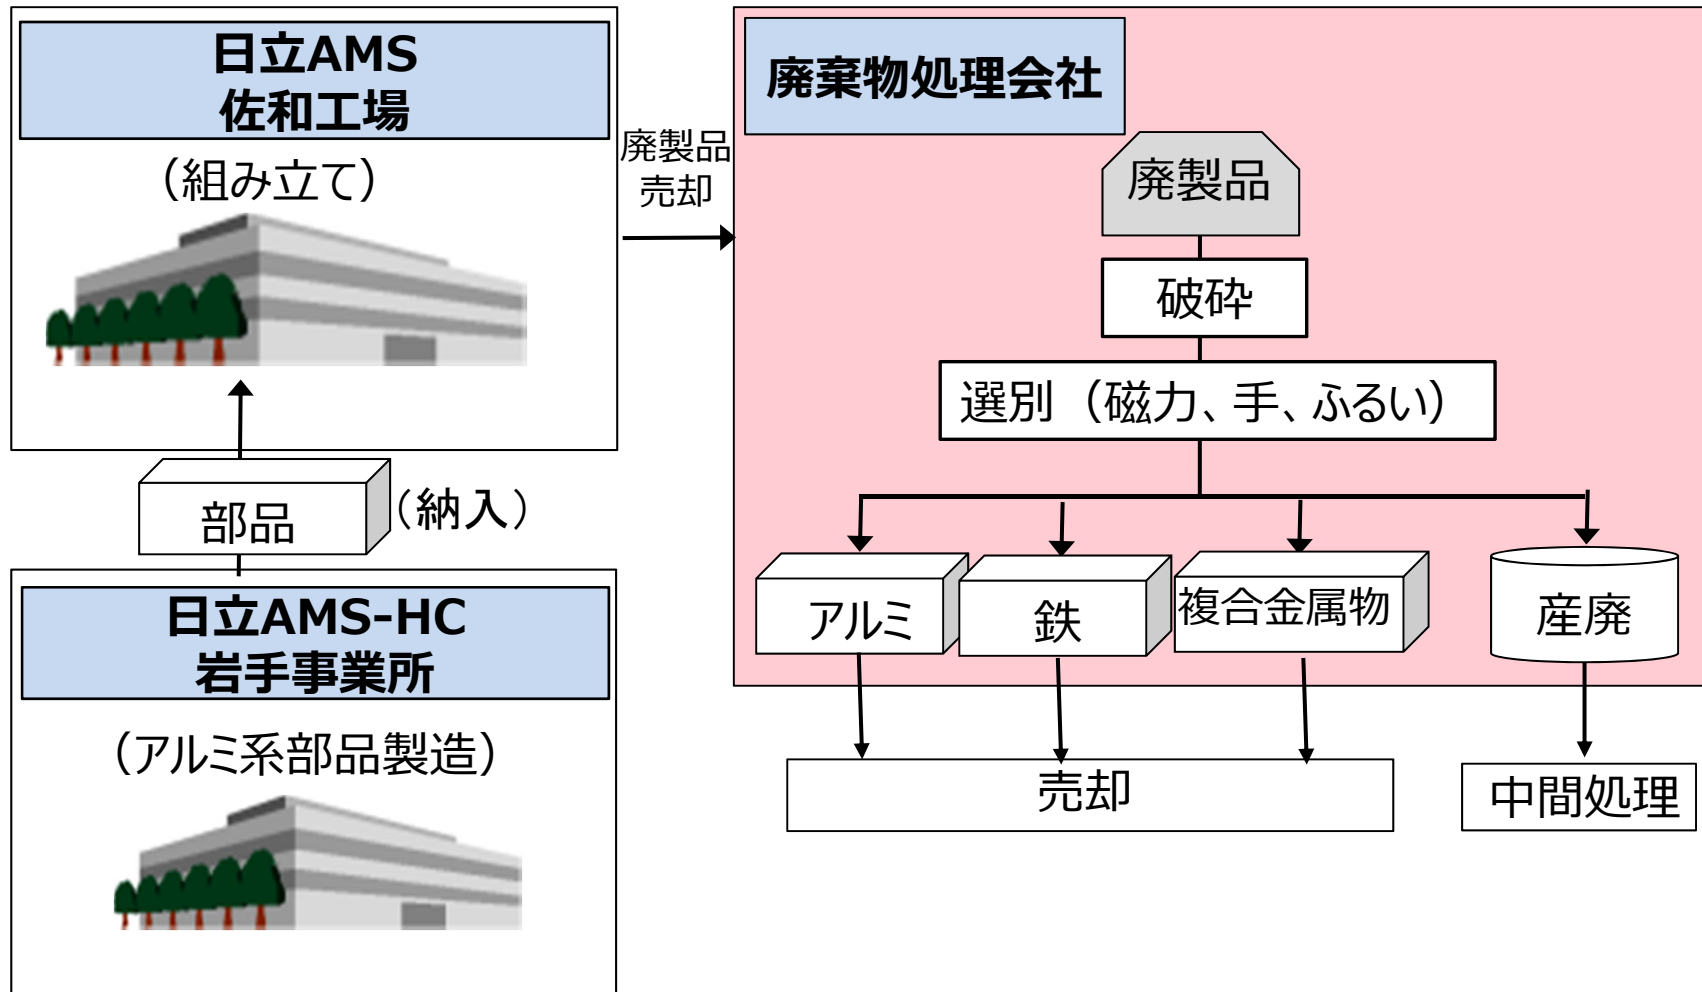 日立AMS
佐和工場
（組み立て）
部品
（納入）
日立AMS-HC
岩手事業所
（アルミ系部品製造）
廃製品
売却
廃棄物処理会社
廃製品
破砕
選別（磁力、手、ふるい）
アルミ
鉄
複合金属物
産廃
売却
中間処理